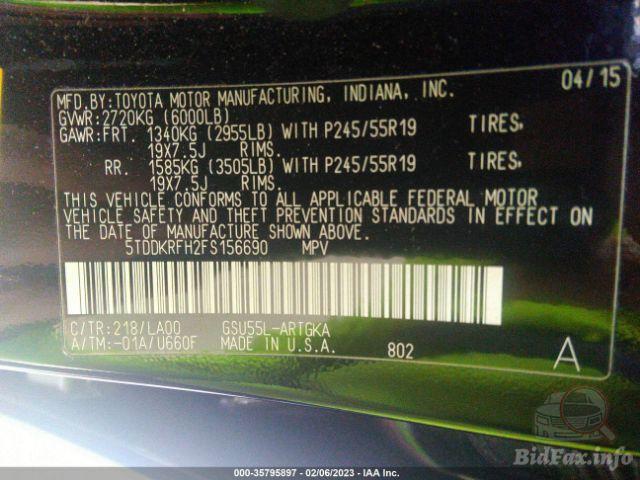 04/15
MFD.BY:TOYOTA MOTOR MANUFACTURING, INDIANA, INC.
GVWR:2720KG (6000LB)
GAWR:FRT. 1340KG (2955LB) WITH P245/55R19 TIRES,
19X7.5J RIMS.
RR. 1585KG (3505LB) WITH P245/55R19 TIRES,
19X7.5J RIMS.
THIS VEHICLE CONFORMS TO ALL APPLICABLE FEDERAL MOTOR
VEHICLE SAFETY AND THEFT PREVENTION STANDARDS IN EFFECT ON
THE DATE OF MANUFACTURE SHOWN ABOVE.
5TDDKRFH2FS156690 MPV
C/TR:218/LA00 GSU55L-ARTGKA
A/TM:-01A/U660F MADE IN U.S.A. 802 A
BidFax.info
000-35795897 - 02/06/2023 - IAA Inc.